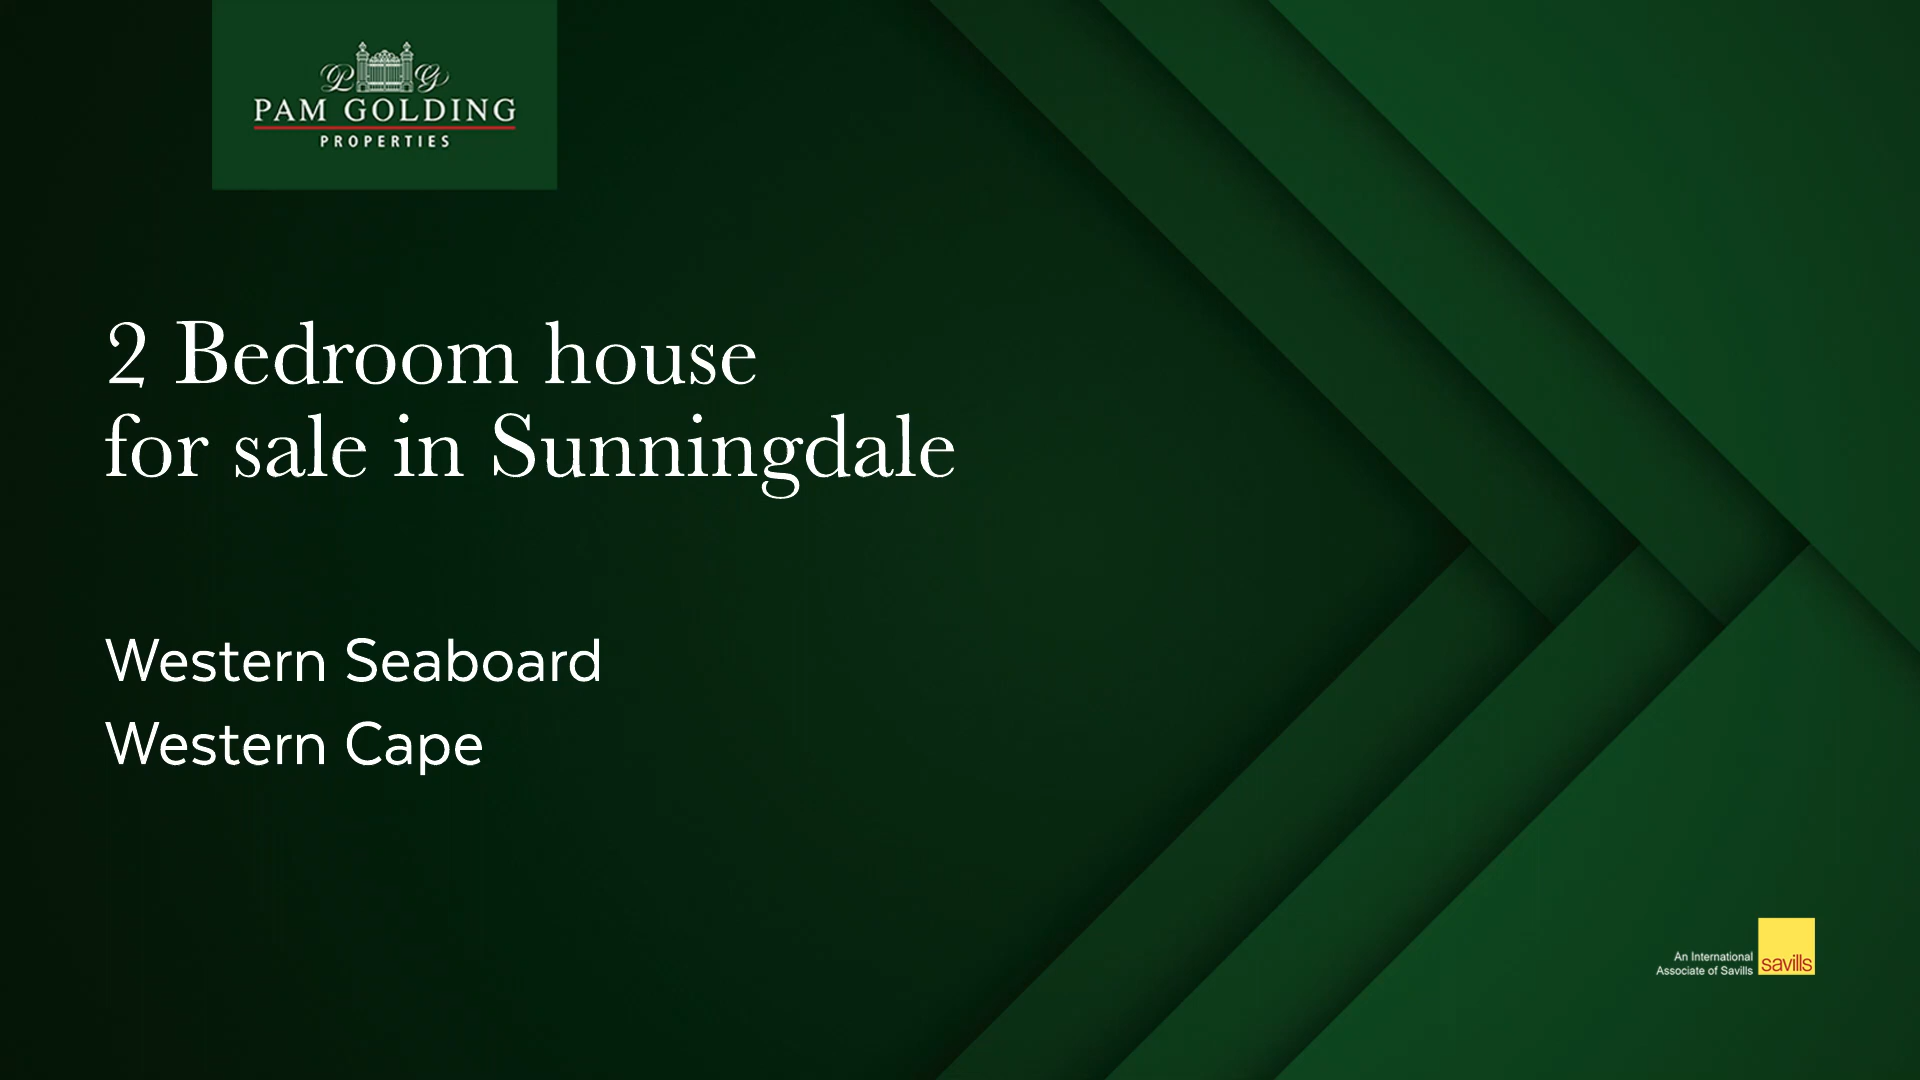 PG
PAM GOLDING
PROPERTIES
2 Bedroom house
for sale in Sunningdale
Western Seaboard
Western Cape
An International
Associate of Savills
savills